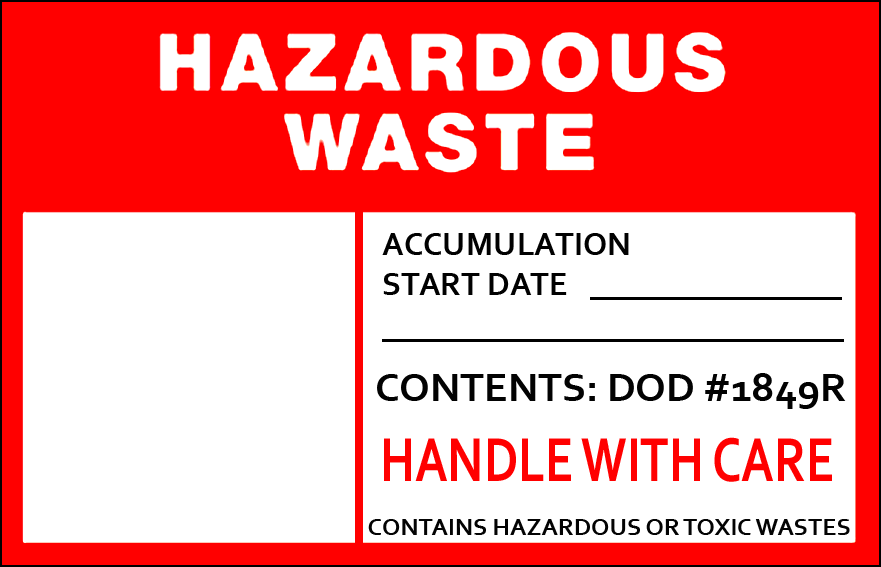 HAZARDOUS
WASTE
ACCUMULATION
START DATE
CONTENTS: DOD #1849R
HANDLE WITH CARE
CONTAINS HAZARDOUS OR TOXIC WASTES